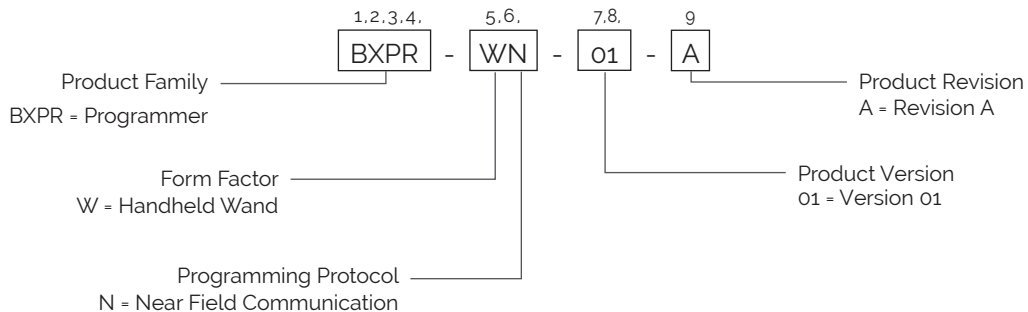 1,2,3,4, 5,6, 7,8, 9
BXPR - WN - 01 - A
Product Family
BXPR = Programmer
Product Revision
A = Revision A
Form Factor
W = Handheld Wand
Product Version
01 = Version 01
Programming Protocol
N = Near Field Communication